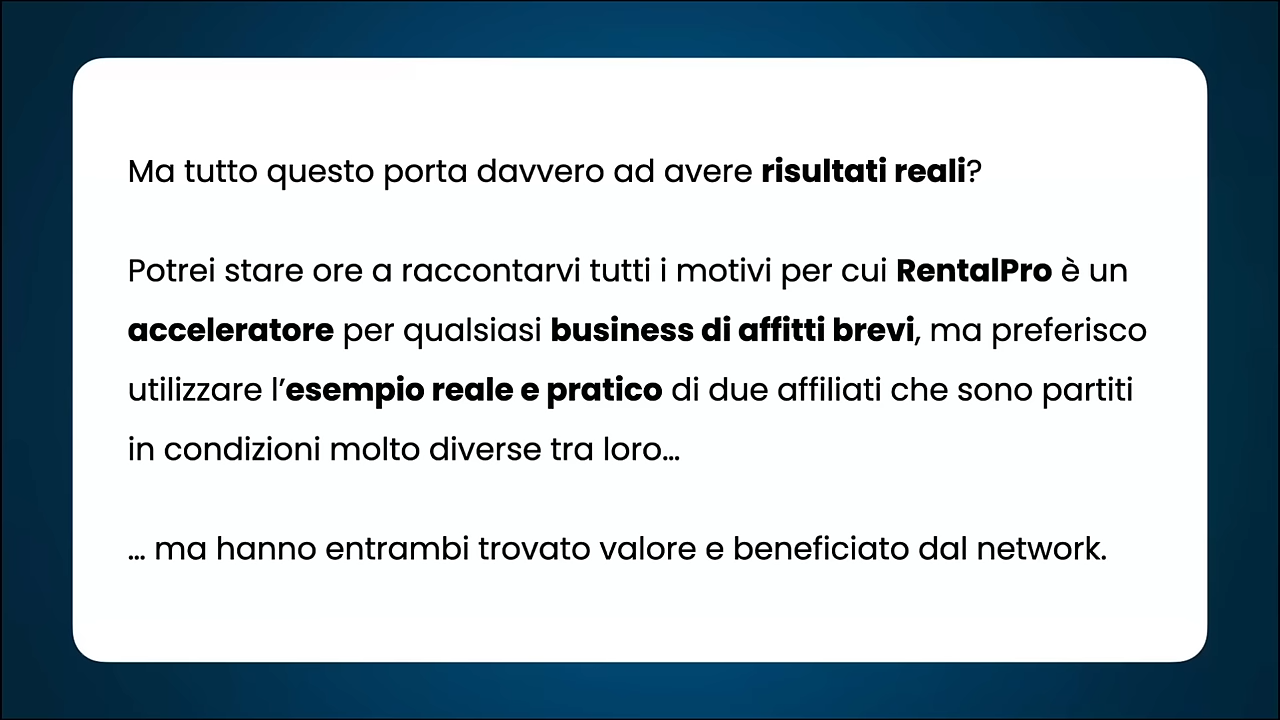 Ma tutto questo porta davvero ad avere risultati reali?
Potrei stare ore a raccontarvi tutti i motivi per cui RentalPro è un
acceleratore per qualsiasi business di affitti brevi, ma preferisco
utilizzare l’esempio reale e pratico di due affiliati che sono partiti
in condizioni molto diverse tra loro…
… ma hanno entrambi trovato valore e beneficiato dal network.